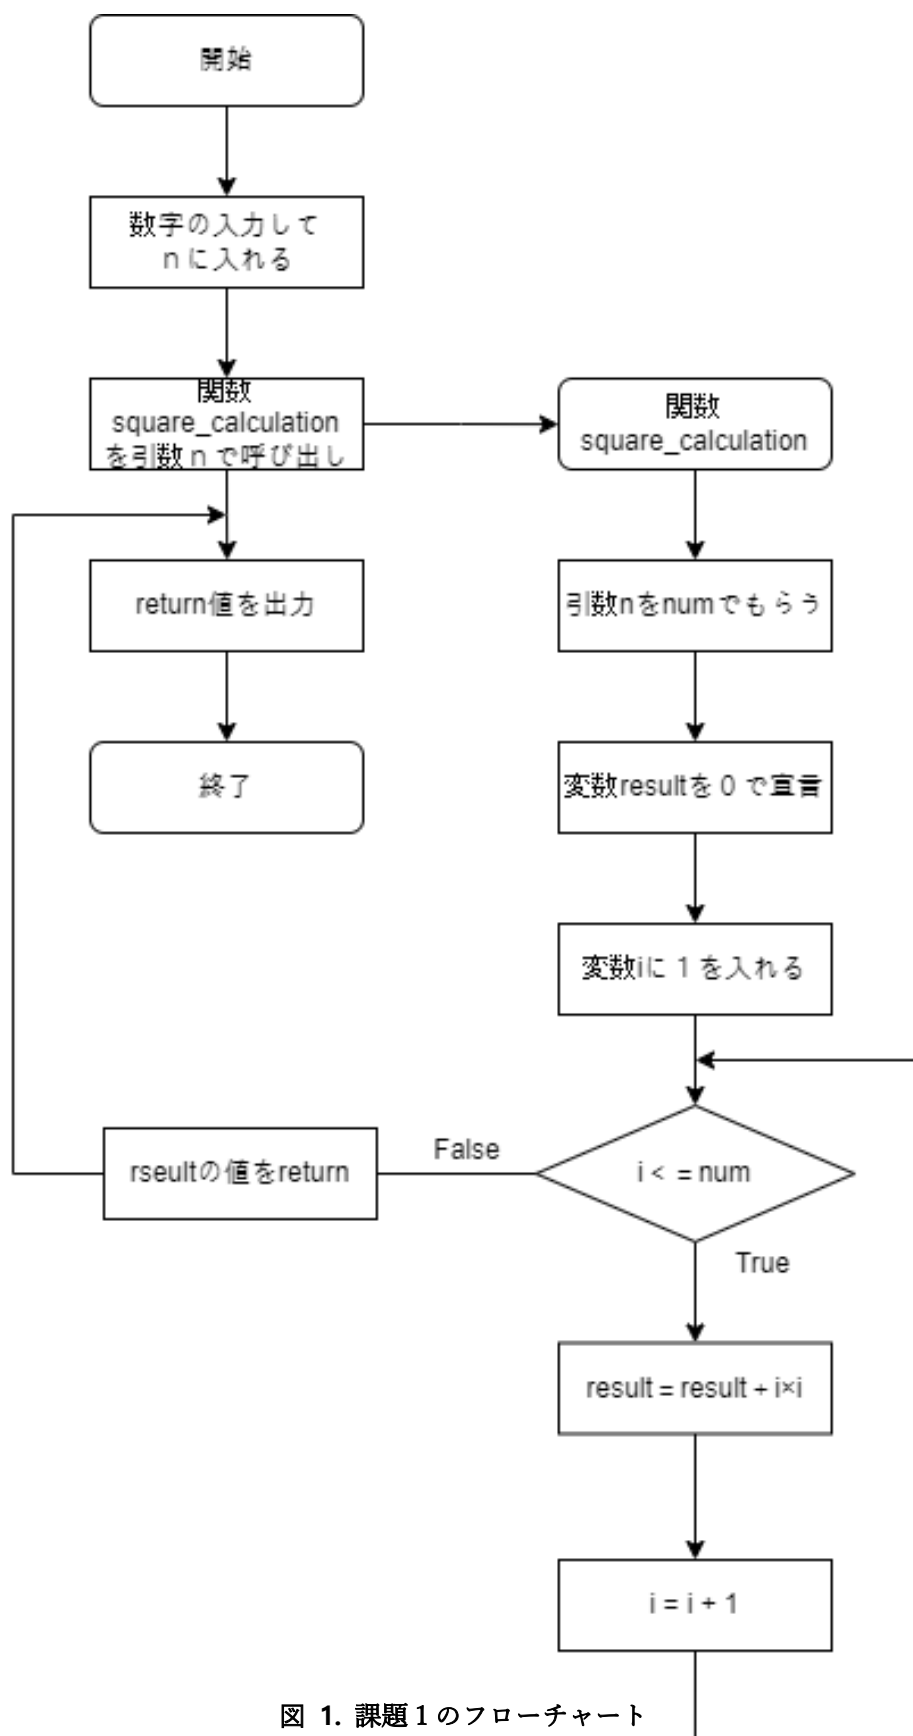 開始
数字の入力して
nに入れる
関数
square_calculation
を引数nで呼び出し
関数
square_calculation
return値を出力
引数nをnumでもらう
終了
変数resultを0で宣言
変数iに1を入れる
False
rseultの値をreturn
i < = num
True
result = result + i×i
i = i + 1
図 1. 課題1のフローチャート